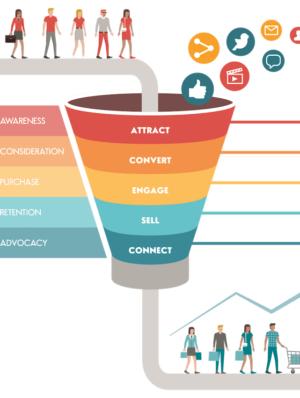 AWARENESS
ATTRACT
CONSIDERATION
CONVERT
PURCHASE
ENGAGE
RETENTION
SELL
ADVOCACY
CONNECT